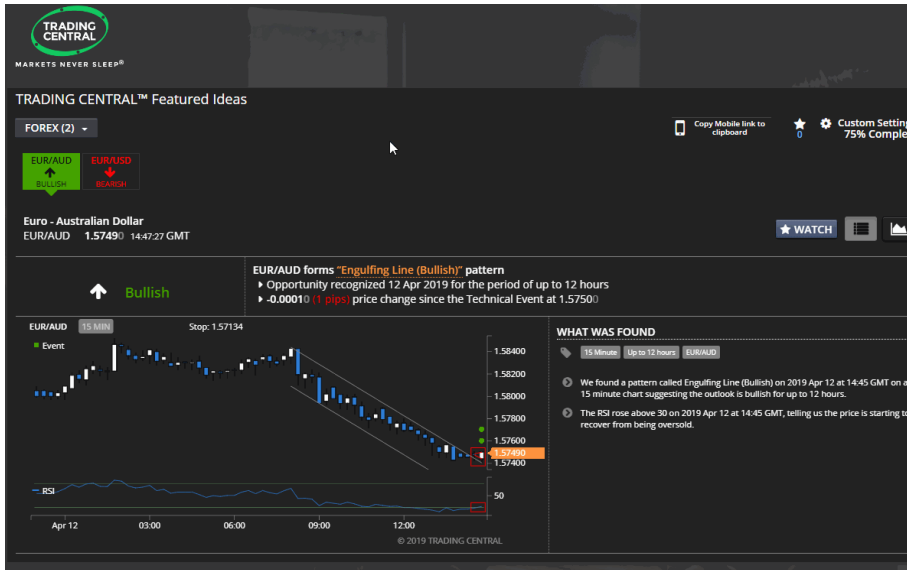 TRADING
CENTRAL
MARKETS NEVER SLEEP®
TRADING CENTRAL™ Featured Ideas
FOREX (2)
Copy Mobile link to
clipboard
0
Custom Setting
75% Comple
EUR/AUD
BULLISH
EUR/USD
BEARISH
Euro - Australian Dollar
EUR/AUD 1.57490 14:47:27 GMT
WATCH
Bullish
EUR/AUD forms “Engulfing Line (Bullish)” pattern
Opportunity recognized 12 Apr 2019 for the period of up to 12 hours
-0.00010 (1 pips) price change since the Technical Event at 1.57500
EUR/AUD 15 MIN Stop: 1.57134
Event
1.58400
1.58200
1.58000
1.57800
1.57600
1.57490
1.57400
RSI
50
Apr 12 03:00 06:00 09:00 12:00
© 2019 TRADING CENTRAL
WHAT WAS FOUND
15 Minute Up to 12 hours EUR/AUD
We found a pattern called Engulfing Line (Bullish) on 2019 Apr 12 at 14:45 GMT on a
15 minute chart suggesting the outlook is bullish for up to 12 hours.
The RSI rose above 30 on 2019 Apr 12 at 14:45 GMT, telling us the price is starting to
recover from being oversold.